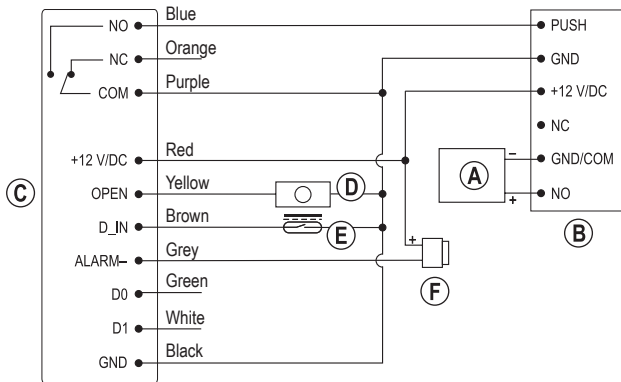 NO Blue PUSH
NC Orange GND
COM Purple +12 V/DC
NC
+12 V/DC Red GND/COM
OPEN Yellow D A NO
C D_IN Brown E B
ALARM– Grey + F
D0 Green
D1 White
GND Black
– +